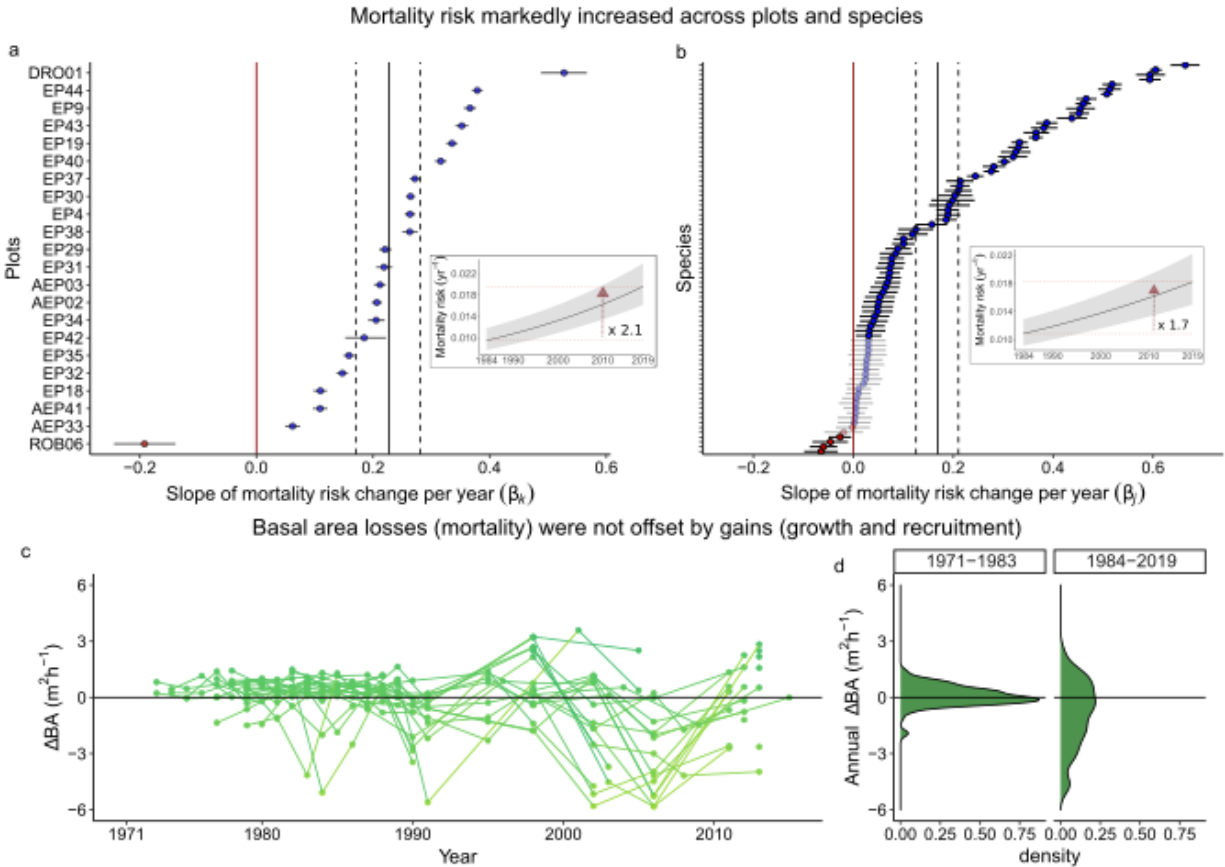 Mortality risk markedly increased across plots and species
a
b
Plots
DRO01
EP44
EP9
EP43
EP19
EP40
EP37
EP30
EP4
EP38
EP29
EP31
AEP03
AEP02
EP34
EP42
EP35
EP32
EP18
AEP41
AEP33
ROB06
−0.2 0.0 0.2 0.4 0.6
Slope of mortality risk change per year (βk)
Mortality risk (yr⁻¹)
0.022
0.018
0.014
0.010
x 2.1
1984 1990 2000 2010 2019
Species
−0.2 0.0 0.2 0.4 0.6
Slope of mortality risk change per year (βj)
Mortality risk (yr⁻¹)
0.022
0.018
0.014
0.010
x 1.7
1984 1990 2000 2010 2019
Basal area losses (mortality) were not offset by gains (growth and recruitment)
c
ΔBA (m²h⁻¹)
6
3
0
−3
−6
1971 1980 1990 2000 2010
Year
d
1971−1983 1984−2019
Annual ΔBA (m²h⁻¹)
6
3
0
−3
−6
0.00 0.25 0.50 0.75 0.00 0.25 0.50 0.75
density